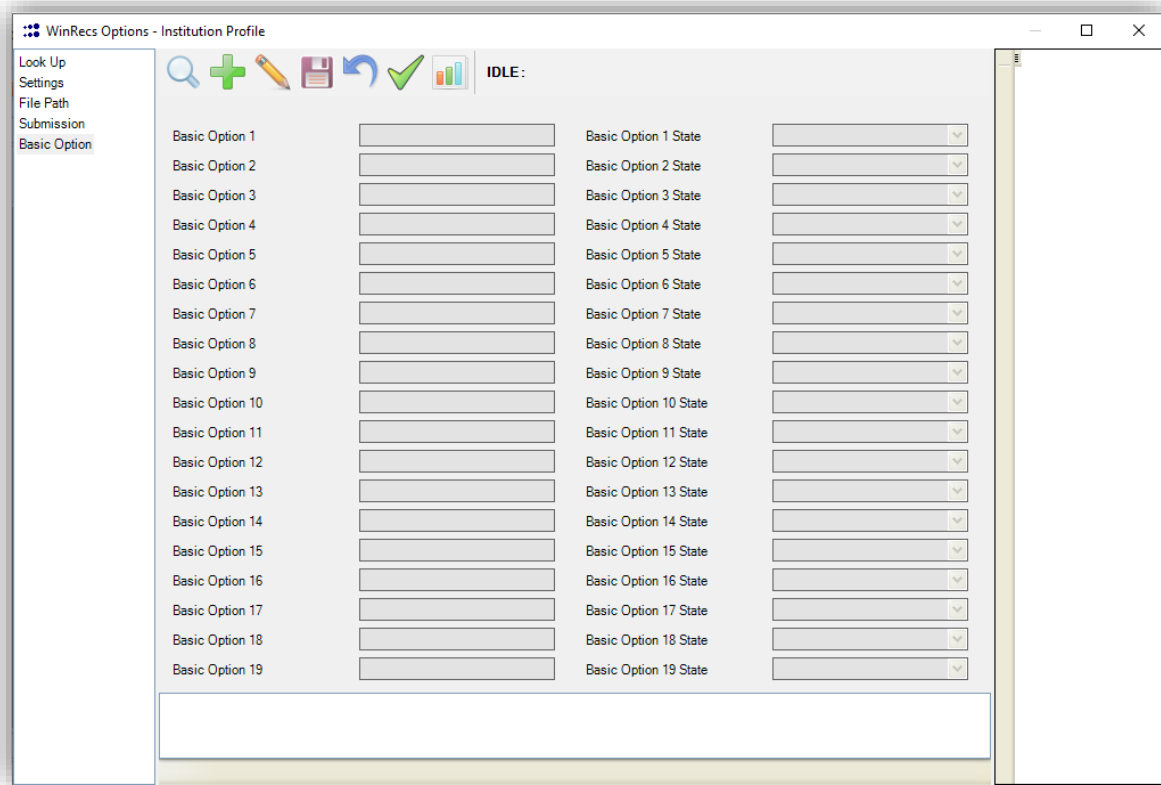 WinRecs Options - Institution Profile
Look Up
Settings
File Path
Submission
Basic Option
IDLE:
Basic Option 1 Basic Option 1 State
Basic Option 2 Basic Option 2 State
Basic Option 3 Basic Option 3 State
Basic Option 4 Basic Option 4 State
Basic Option 5 Basic Option 5 State
Basic Option 6 Basic Option 6 State
Basic Option 7 Basic Option 7 State
Basic Option 8 Basic Option 8 State
Basic Option 9 Basic Option 9 State
Basic Option 10 Basic Option 10 State
Basic Option 11 Basic Option 11 State
Basic Option 12 Basic Option 12 State
Basic Option 13 Basic Option 13 State
Basic Option 14 Basic Option 14 State
Basic Option 15 Basic Option 15 State
Basic Option 16 Basic Option 16 State
Basic Option 17 Basic Option 17 State
Basic Option 18 Basic Option 18 State
Basic Option 19 Basic Option 19 State